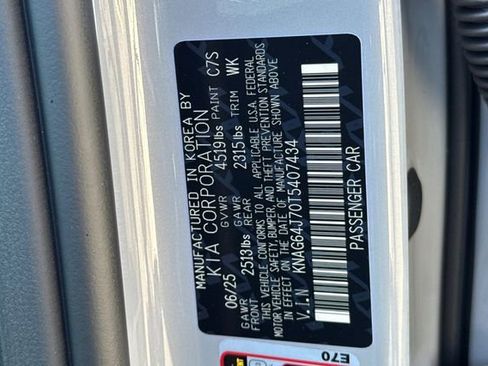 MANUFACTURED IN KOREA BY
KIA CORPORATION
06/25 GVWR 4519lbs PAINT C7S
GAWR FRONT 2513lbs GAWR REAR 2315lbs TRIM WK
THIS VEHICLE CONFORMS TO ALL APPLICABLE U.S.A. FEDERAL
MOTOR VEHICLE SAFETY, BUMPER, AND THEFT PREVENTION STANDARDS
IN EFFECT ON THE DATE OF MANUFACTURE SHOWN ABOVE
V.I.N KNAG64J70T5407434
PASSENGER CAR
E70